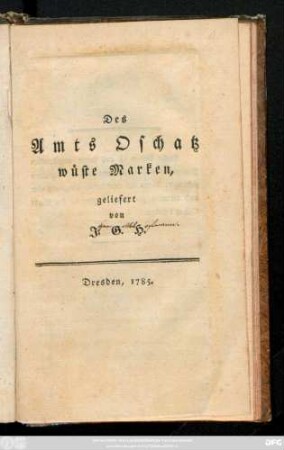 Des
Amts Oschatz
wüste Marken,
geliefert
von
J. G. H.
Dresden, 1785.